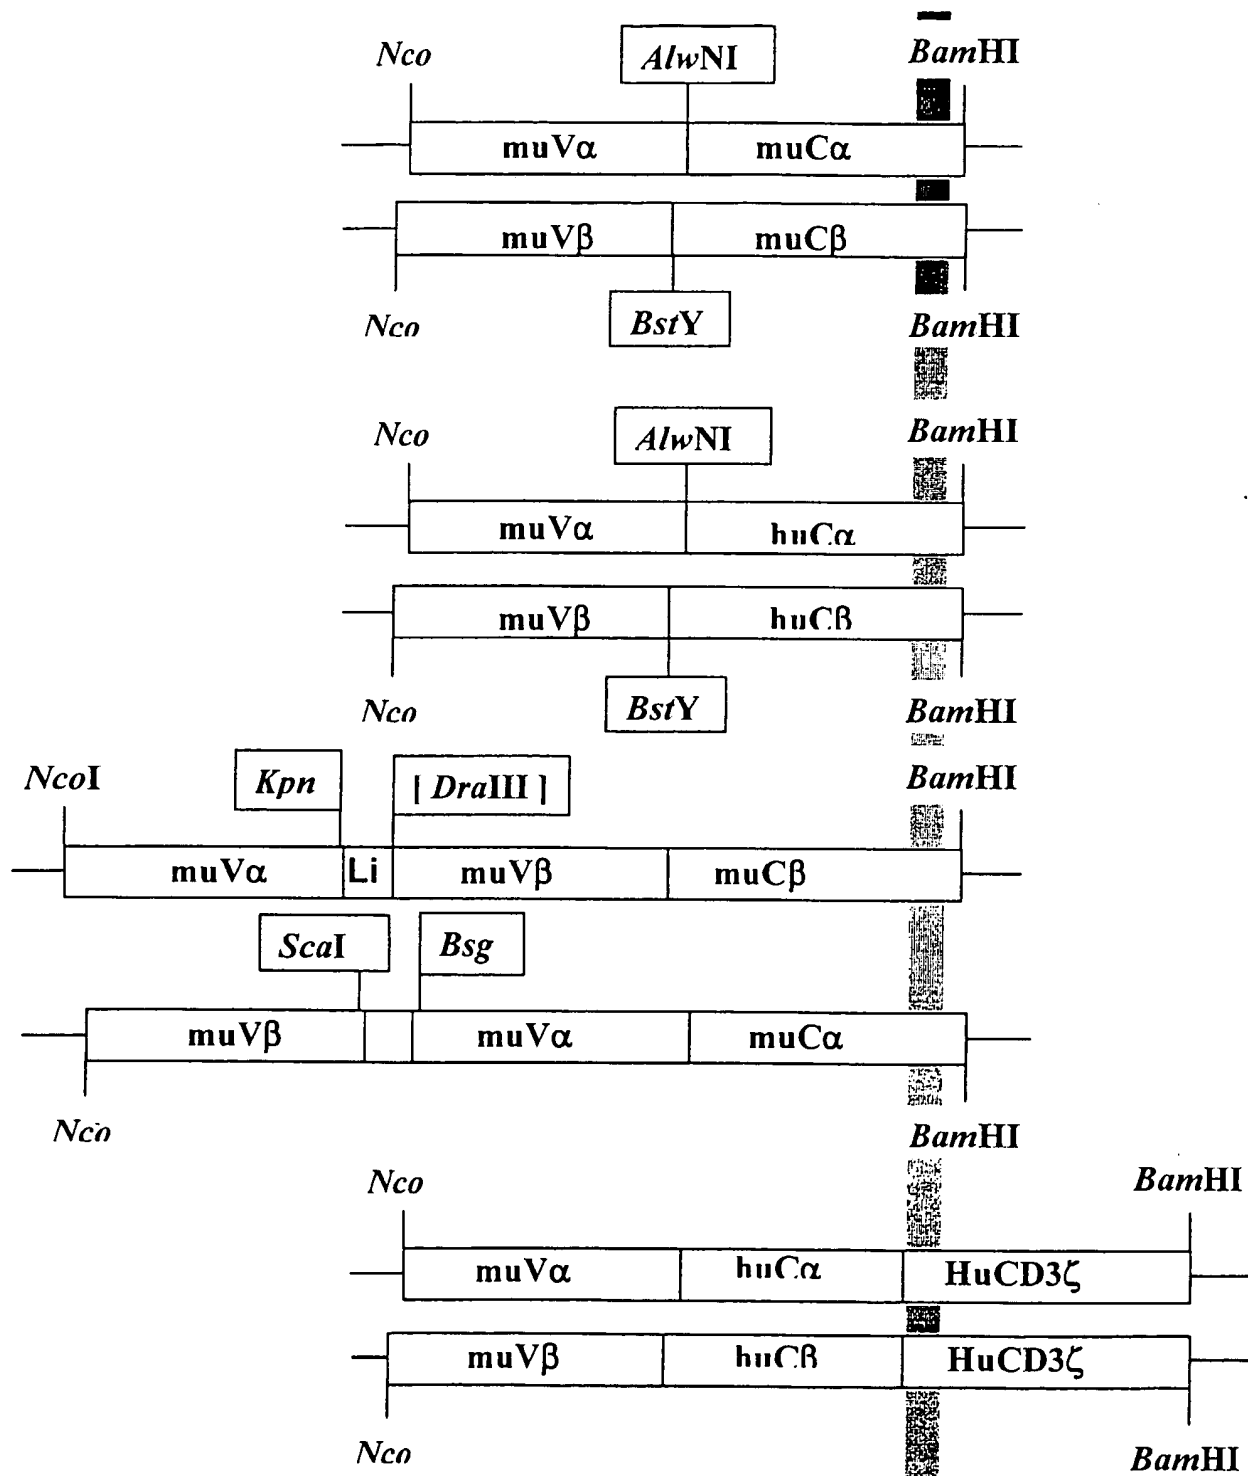 Nco AlwNI BamHI
muVα muCα
muVβ muCβ
Nco BstY BamHI
Nco AlwNI BamHI
muVα huCα
muVβ huCβ
Nco BstY BamHI
NcoI Kpn [ DraIII ] BamHI
muVα Li muVβ muCβ
ScaI Bsg
muVβ muVα muCα
Nco BamHI
Nco BamHI
muVα huCα HuCD3ζ
muVβ huCβ HuCD3ζ
Nco BamHI